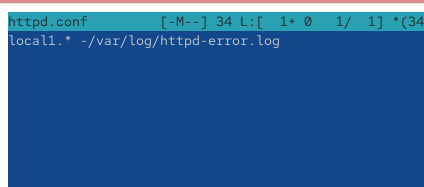 httpd.conf [-M--] 34 L:[ 1+ 0 1/ 1] *(34
local1.* -/var/log/httpd-error.log